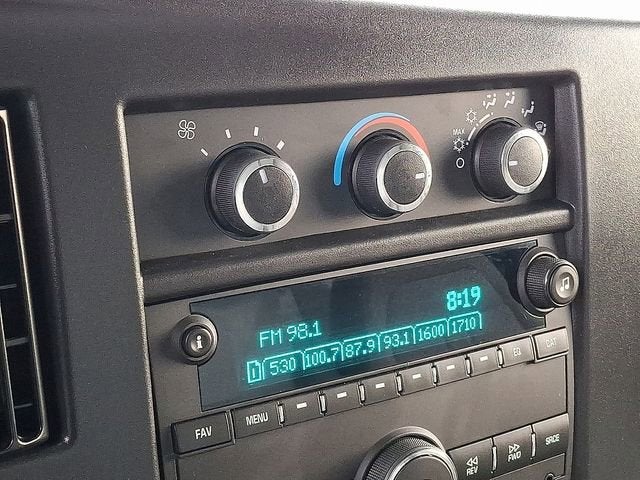 MAX
O
8:19
FM 98.1
1 530 100.7 87.9 93.1 1600 1710
i
EQ CAT
FAV MENU
REV FWD SRCE